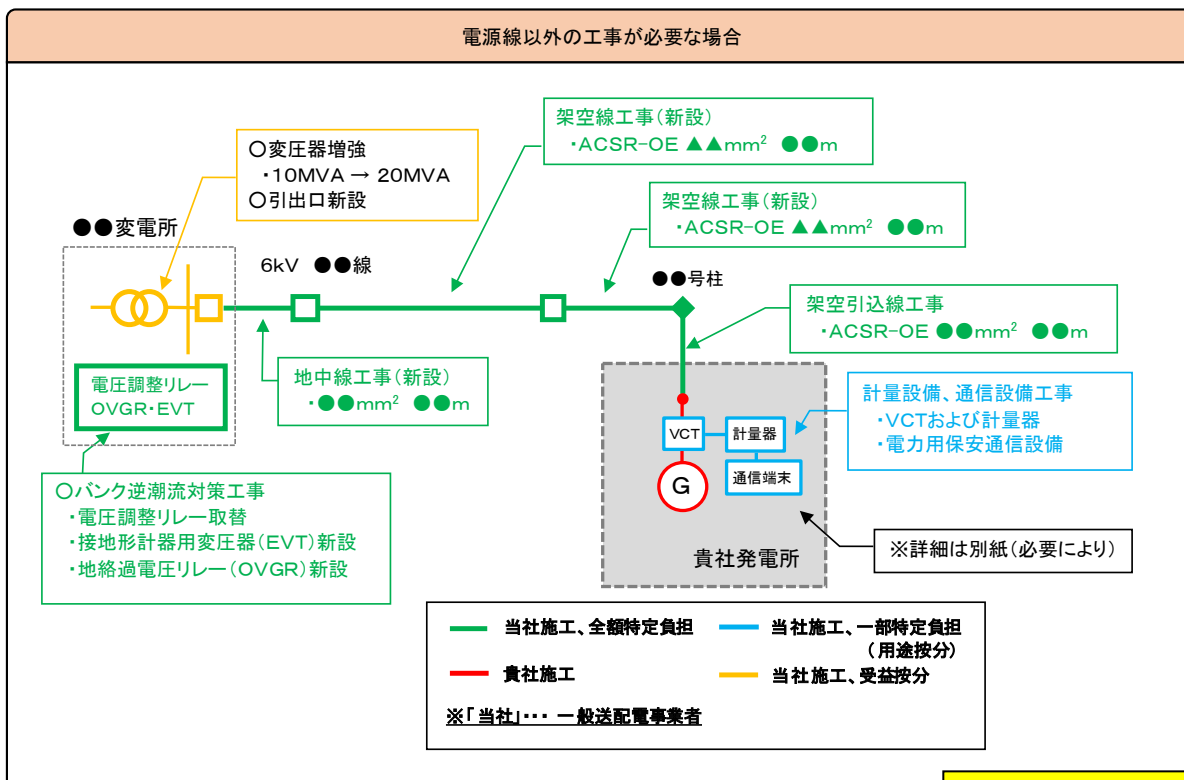 電源線以外の工事が必要な場合
架空線工事(新設)
・ACSR-OE ▲▲mm² ●●m
○変圧器増強
・10MVA → 20MVA
○引出口新設
架空線工事(新設)
・ACSR-OE ▲▲mm² ●●m
●●変電所
6kV ●●線
●●号柱
架空引込線工事
・ACSR-OE ●●mm² ●●m
電圧調整リレー
OVGR・EVT
地中線工事(新設)
・●●mm² ●●m
計量設備、通信設備工事
・VCTおよび計量器
・電力用保安通信設備
VCT
計量器
通信端末
G
○バンク逆潮流対策工事
・電圧調整リレー取替
・接地形計器用変圧器(EVT)新設
・地絡過電圧リレー(OVGR)新設
貴社発電所
※詳細は別紙(必要により)
当社施工、全額特定負担
当社施工、一部特定負担
(用途按分)
貴社施工
当社施工、受益按分
※「当社」・・・ 一般送配電事業者